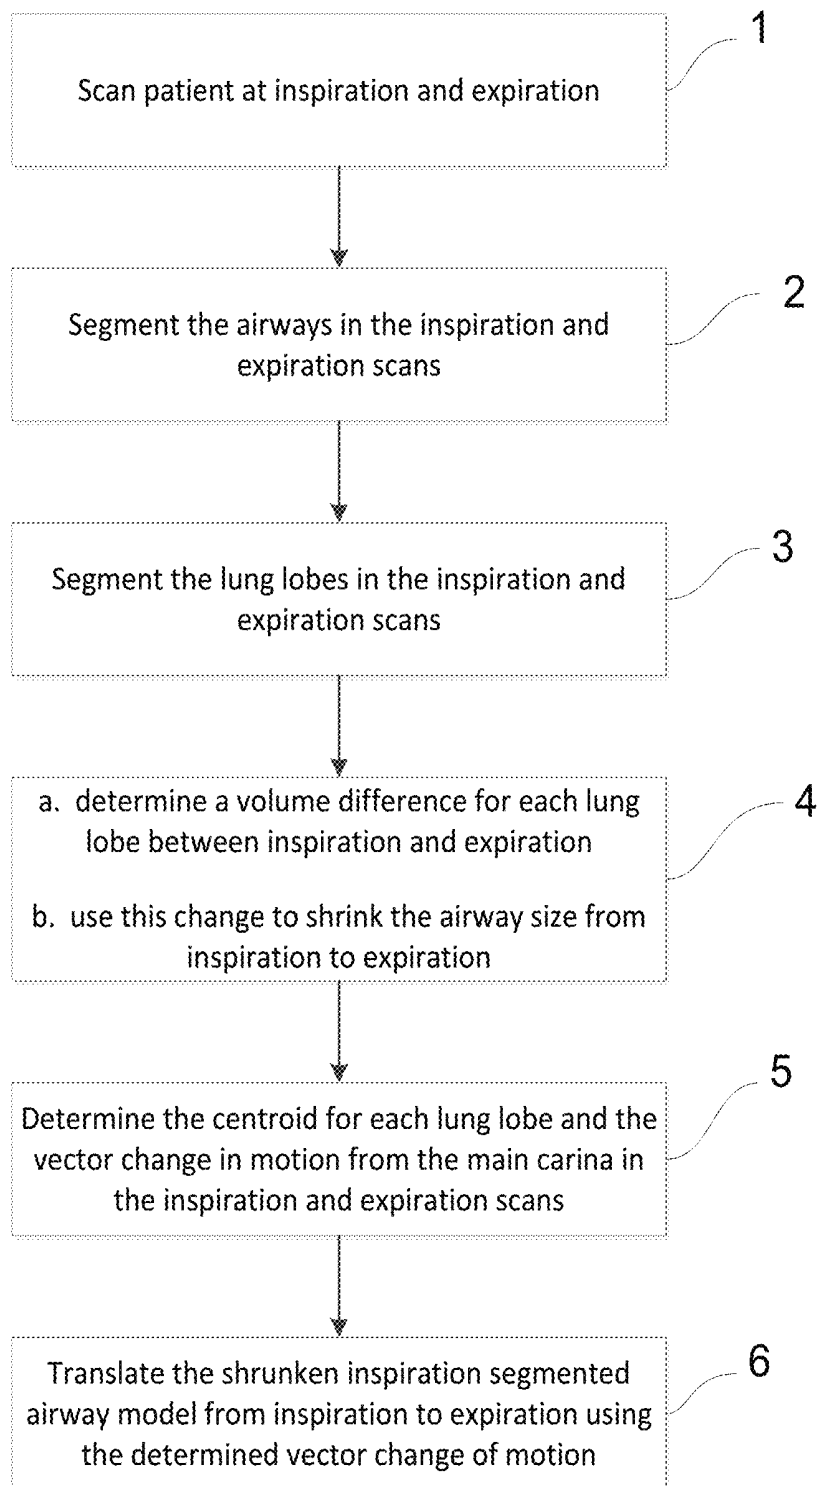 1
Scan patient at inspiration and expiration
2
Segment the airways in the inspiration and
expiration scans
3
Segment the lung lobes in the inspiration and
expiration scans
4
a. determine a volume difference for each lung
lobe between inspiration and expiration
b. use this change to shrink the airway size from
inspiration to expiration
5
Determine the centroid for each lung lobe and the
vector change in motion from the main carina in
the inspiration and expiration scans
6
Translate the shrunken inspiration segmented
airway model from inspiration to expiration using
the determined vector change of motion